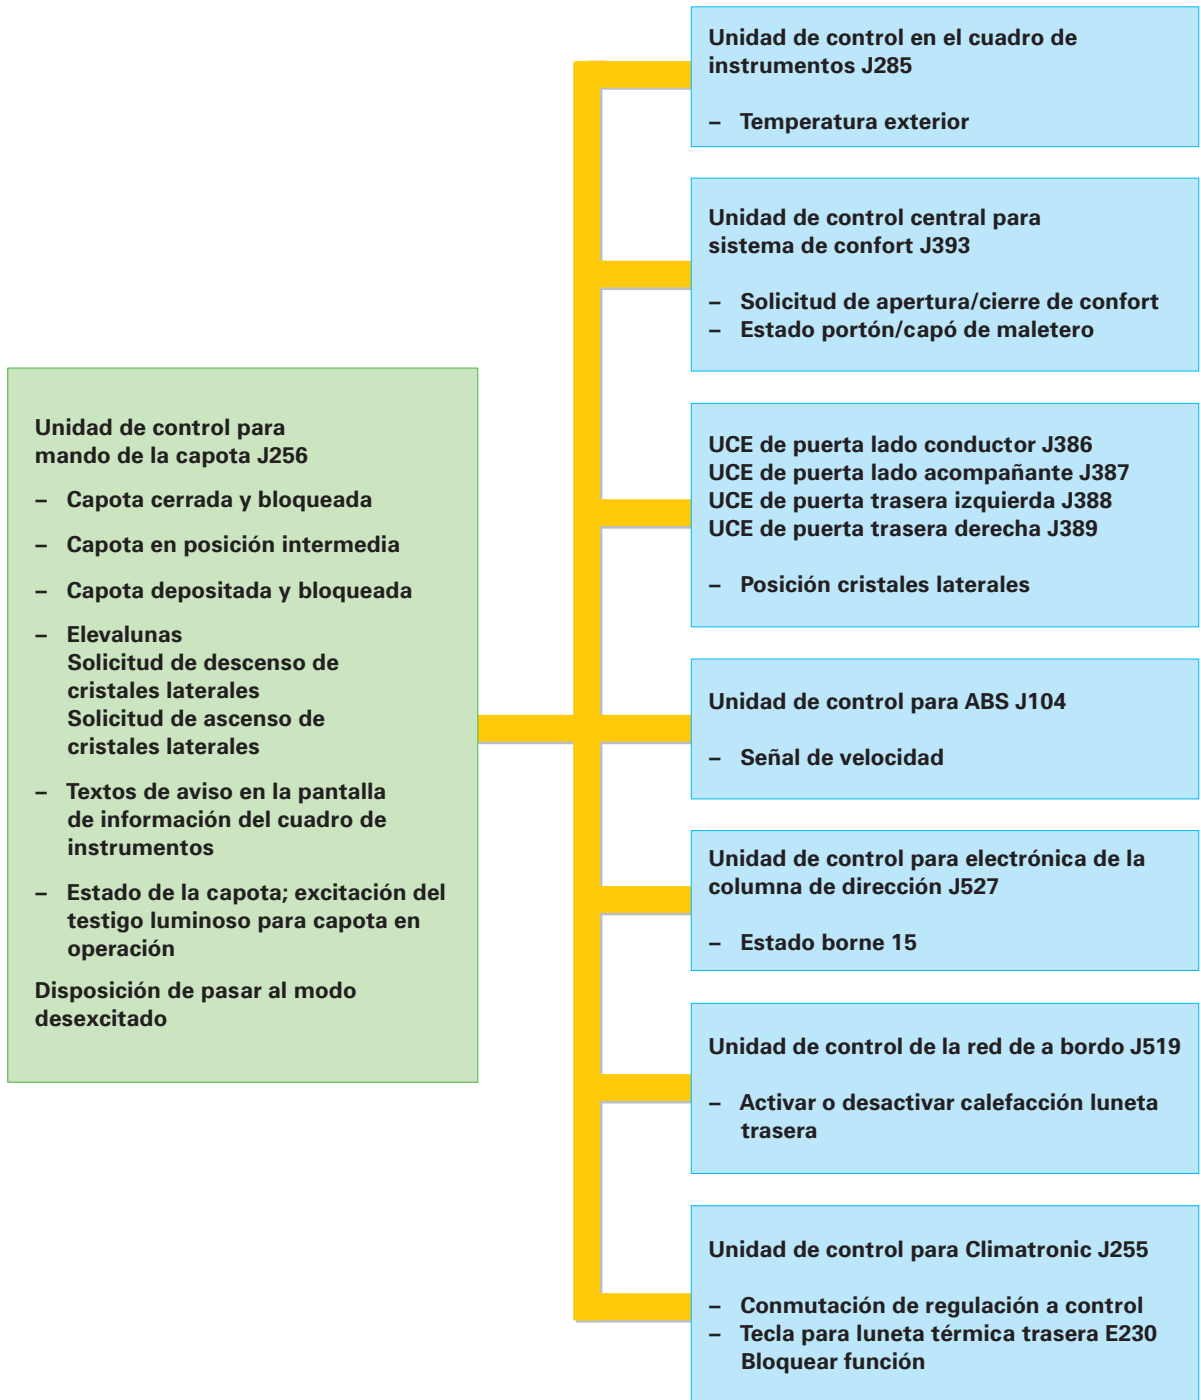 Unidad de control para
mando de la capota J256
– Capota cerrada y bloqueada
– Capota en posición intermedia
– Capota depositada y bloqueada
– Elevalunas
Solicitud de descenso de
cristales laterales
Solicitud de ascenso de
cristales laterales
– Textos de aviso en la pantalla
de información del cuadro de
instrumentos
– Estado de la capota; excitación del
testigo luminoso para capota en
operación
Disposición de pasar al modo
desexcitado
Unidad de control en el cuadro de
instrumentos J285
– Temperatura exterior
Unidad de control central para
sistema de confort J393
– Solicitud de apertura/cierre de confort
– Estado portón/capó de maletero
UCE de puerta lado conductor J386
UCE de puerta lado acompañante J387
UCE de puerta trasera izquierda J388
UCE de puerta trasera derecha J389
– Posición cristales laterales
Unidad de control para ABS J104
– Señal de velocidad
Unidad de control para electrónica de la
columna de dirección J527
– Estado borne 15
Unidad de control de la red de a bordo J519
– Activar o desactivar calefacción luneta
trasera
Unidad de control para Climatronic J255
– Conmutación de regulación a control
– Tecla para luneta térmica trasera E230
Bloquear función